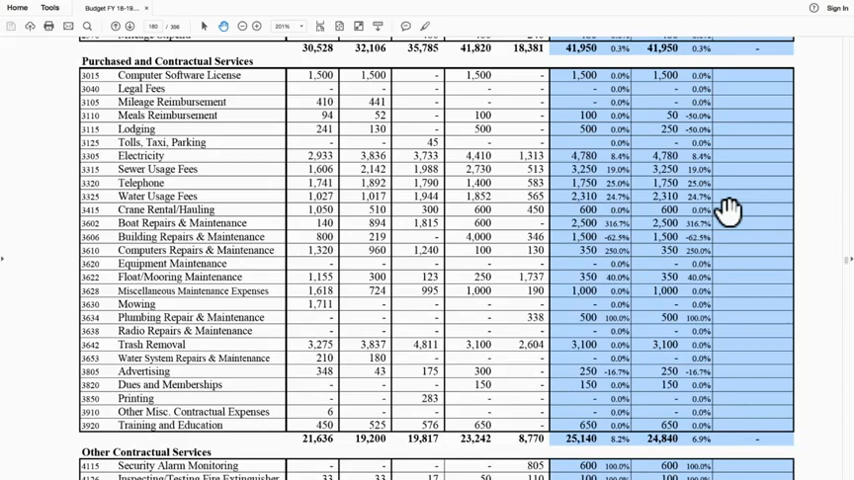 Home Tools Budget FY 18-19... × Sign In
180 / 356 201%
30,528 32,106 35,785 41,820 18,381 41,950 0.3% 41,950 0.3% -
Purchased and Contractual Services
3015 Computer Software License 1,500 1,500 - 1,500 - 1,500 0.0% 1,500 0.0%
3040 Legal Fees - - - - - - 0.0% - 0.0%
3105 Mileage Reimbursement 410 441 - - - - 0.0% - 0.0%
3110 Meals Reimbursement 94 52 - 100 - 100 0.0% 50 -50.0%
3115 Lodging 241 130 - 500 - 500 0.0% 250 -50.0%
3125 Tolls, Taxi, Parking - - 45 - - 0.0% - 0.0%
3305 Electricity 2,933 3,836 3,733 4,410 1,313 4,780 8.4% 4,780 8.4%
3315 Sewer Usage Fees 1,606 2,142 1,988 2,730 513 3,250 19.0% 3,250 19.0%
3320 Telephone 1,741 1,892 1,790 1,400 583 1,750 25.0% 1,750 25.0%
3325 Water Usage Fees 1,027 1,017 1,944 1,852 565 2,310 24.7% 2,310 24.7%
3415 Crane Rental/Hauling 1,050 510 300 600 450 600 0.0% 600 0.0%
3602 Boat Repairs & Maintenance 140 894 1,815 600 - 2,500 316.7% 2,500 316.7%
3606 Building Repairs & Maintenance 800 219 - 4,000 346 1,500 -62.5% 1,500 -62.5%
3610 Computers Repairs & Maintenance 1,320 960 1,240 100 130 350 250.0% 350 250.0%
3620 Equipment Maintenance - - - - - - 0.0% - 0.0%
3622 Float/Mooring Maintenance 1,155 300 123 250 1,737 350 40.0% 350 40.0%
3628 Miscellaneous Maintenance Expenses 1,618 724 995 1,000 190 1,000 0.0% 1,000 0.0%
3630 Mowing 1,711 - - - - - 0.0% - 0.0%
3634 Plumbing Repair & Maintenance - - - - 338 500 100.0% 500 100.0%
3638 Radio Repairs & Maintenance - - - - - - 0.0% - 0.0%
3642 Trash Removal 3,275 3,837 4,811 3,100 2,604 3,100 0.0% 3,100 0.0%
3653 Water System Repairs & Maintenance 210 180 - - - - 0.0% - 0.0%
3805 Advertising 348 43 175 300 - 250 -16.7% 250 -16.7%
3820 Dues and Memberships - - - 150 - 150 0.0% 150 0.0%
3850 Printing - - 283 - - - 0.0% - 0.0%
3910 Other Misc. Contractual Expenses 6 - - - - - 0.0% - 0.0%
3920 Training and Education 450 525 576 650 - 650 0.0% 650 0.0%
21,636 19,200 19,817 23,242 8,770 25,140 8.2% 24,840 6.9% -
Other Contractual Services
4115 Security Alarm Monitoring - - - - 805 600 100.0% 600 100.0%
Inspecting/Testing Fire Extinguisher 33 33 17 50 110 100 100.0% 100 100.0%